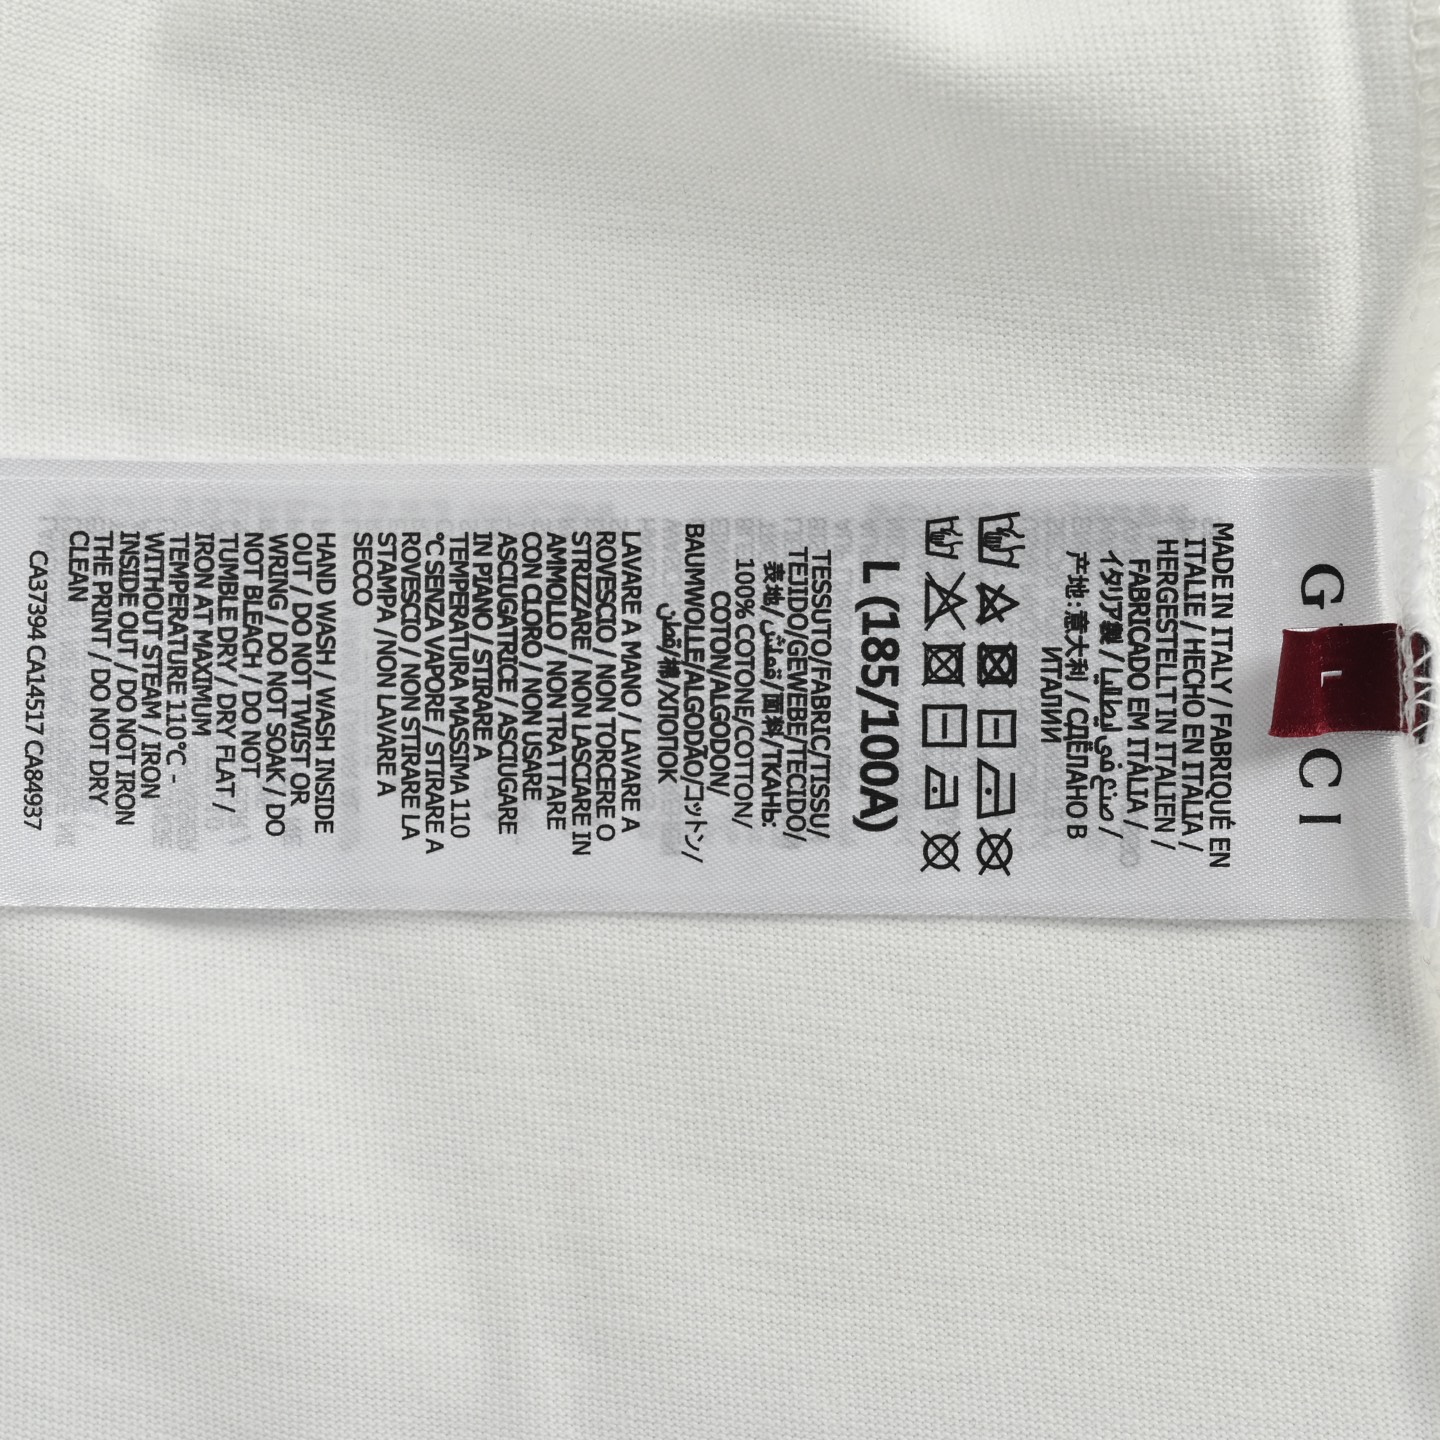 G CI
L
MADE IN ITALY / FABRIQUÉ EN
ITALIE / HECHO EN ITALIA /
HERGESTELLT IN ITALIEN /
FABRICADO EM ITÁLIA /
イタリア製 / صنع في ايطاليا /
产地:意大利 / СДЕЛАНО В
ИТАЛИИ
L (185/100A)
TESSUTO/FABRIC/TISSU/
TEJIDO/GEWEBE/TECIDO/
表地/قماش/面料/ТКАНЬ:
100% COTONE/COTTON/
COTON/ALGODON/
BAUMWOLLE/ALGODÃO/コットン/
قطن/棉/ХЛОПОК
LAVARE A MANO / LAVARE A
ROVESCIO / NON TORCERE O
STRIZZARE / NON LASCIARE IN
AMMOLLO / NON TRATTARE
CON CLORO / NON USARE
ASCIUGATRICE / ASCIUGARE
IN PIANO / STIRARE A
TEMPERATURA MASSIMA 110
°C SENZA VAPORE / STIRARE A
ROVESCIO / NON STIRARE LA
STAMPA /NON LAVARE A
SECCO
HAND WASH / WASH INSIDE
OUT / DO NOT TWIST OR
WRING / DO NOT SOAK / DO
NOT BLEACH / DO NOT
TUMBLE DRY / DRY FLAT /
IRON AT MAXIMUM
TEMPERATURE 110°C -
WITHOUT STEAM / IRON
INSIDE OUT / DO NOT IRON
THE PRINT / DO NOT DRY
CLEAN
CA37394 CA14517 CA84937